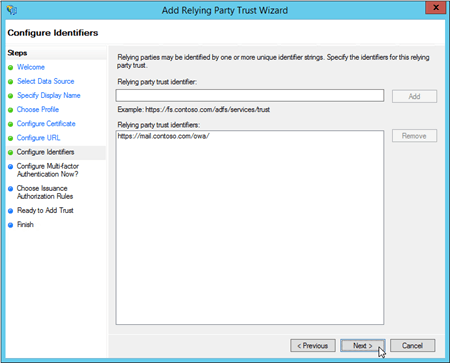 Add Relying Party Trust Wizard
X
Configure Identifiers
Steps
Welcome
Select Data Source
Specify Display Name
Choose Profile
Configure Certificate
Configure URL
Configure Identifiers
Configure Multi-factor
Authentication Now?
Choose Issuance
Authorization Rules
Ready to Add Trust
Finish
Relying parties may be identified by one or more unique identifier strings. Specify the identifiers for this relying
party trust.
Relying party trust identifier:
Add
Example: https://fs.contoso.com/adfs/services/trust
Relying party trust identifiers:
https://mail.contoso.com/owa/
Remove
< Previous
Next >
Cancel